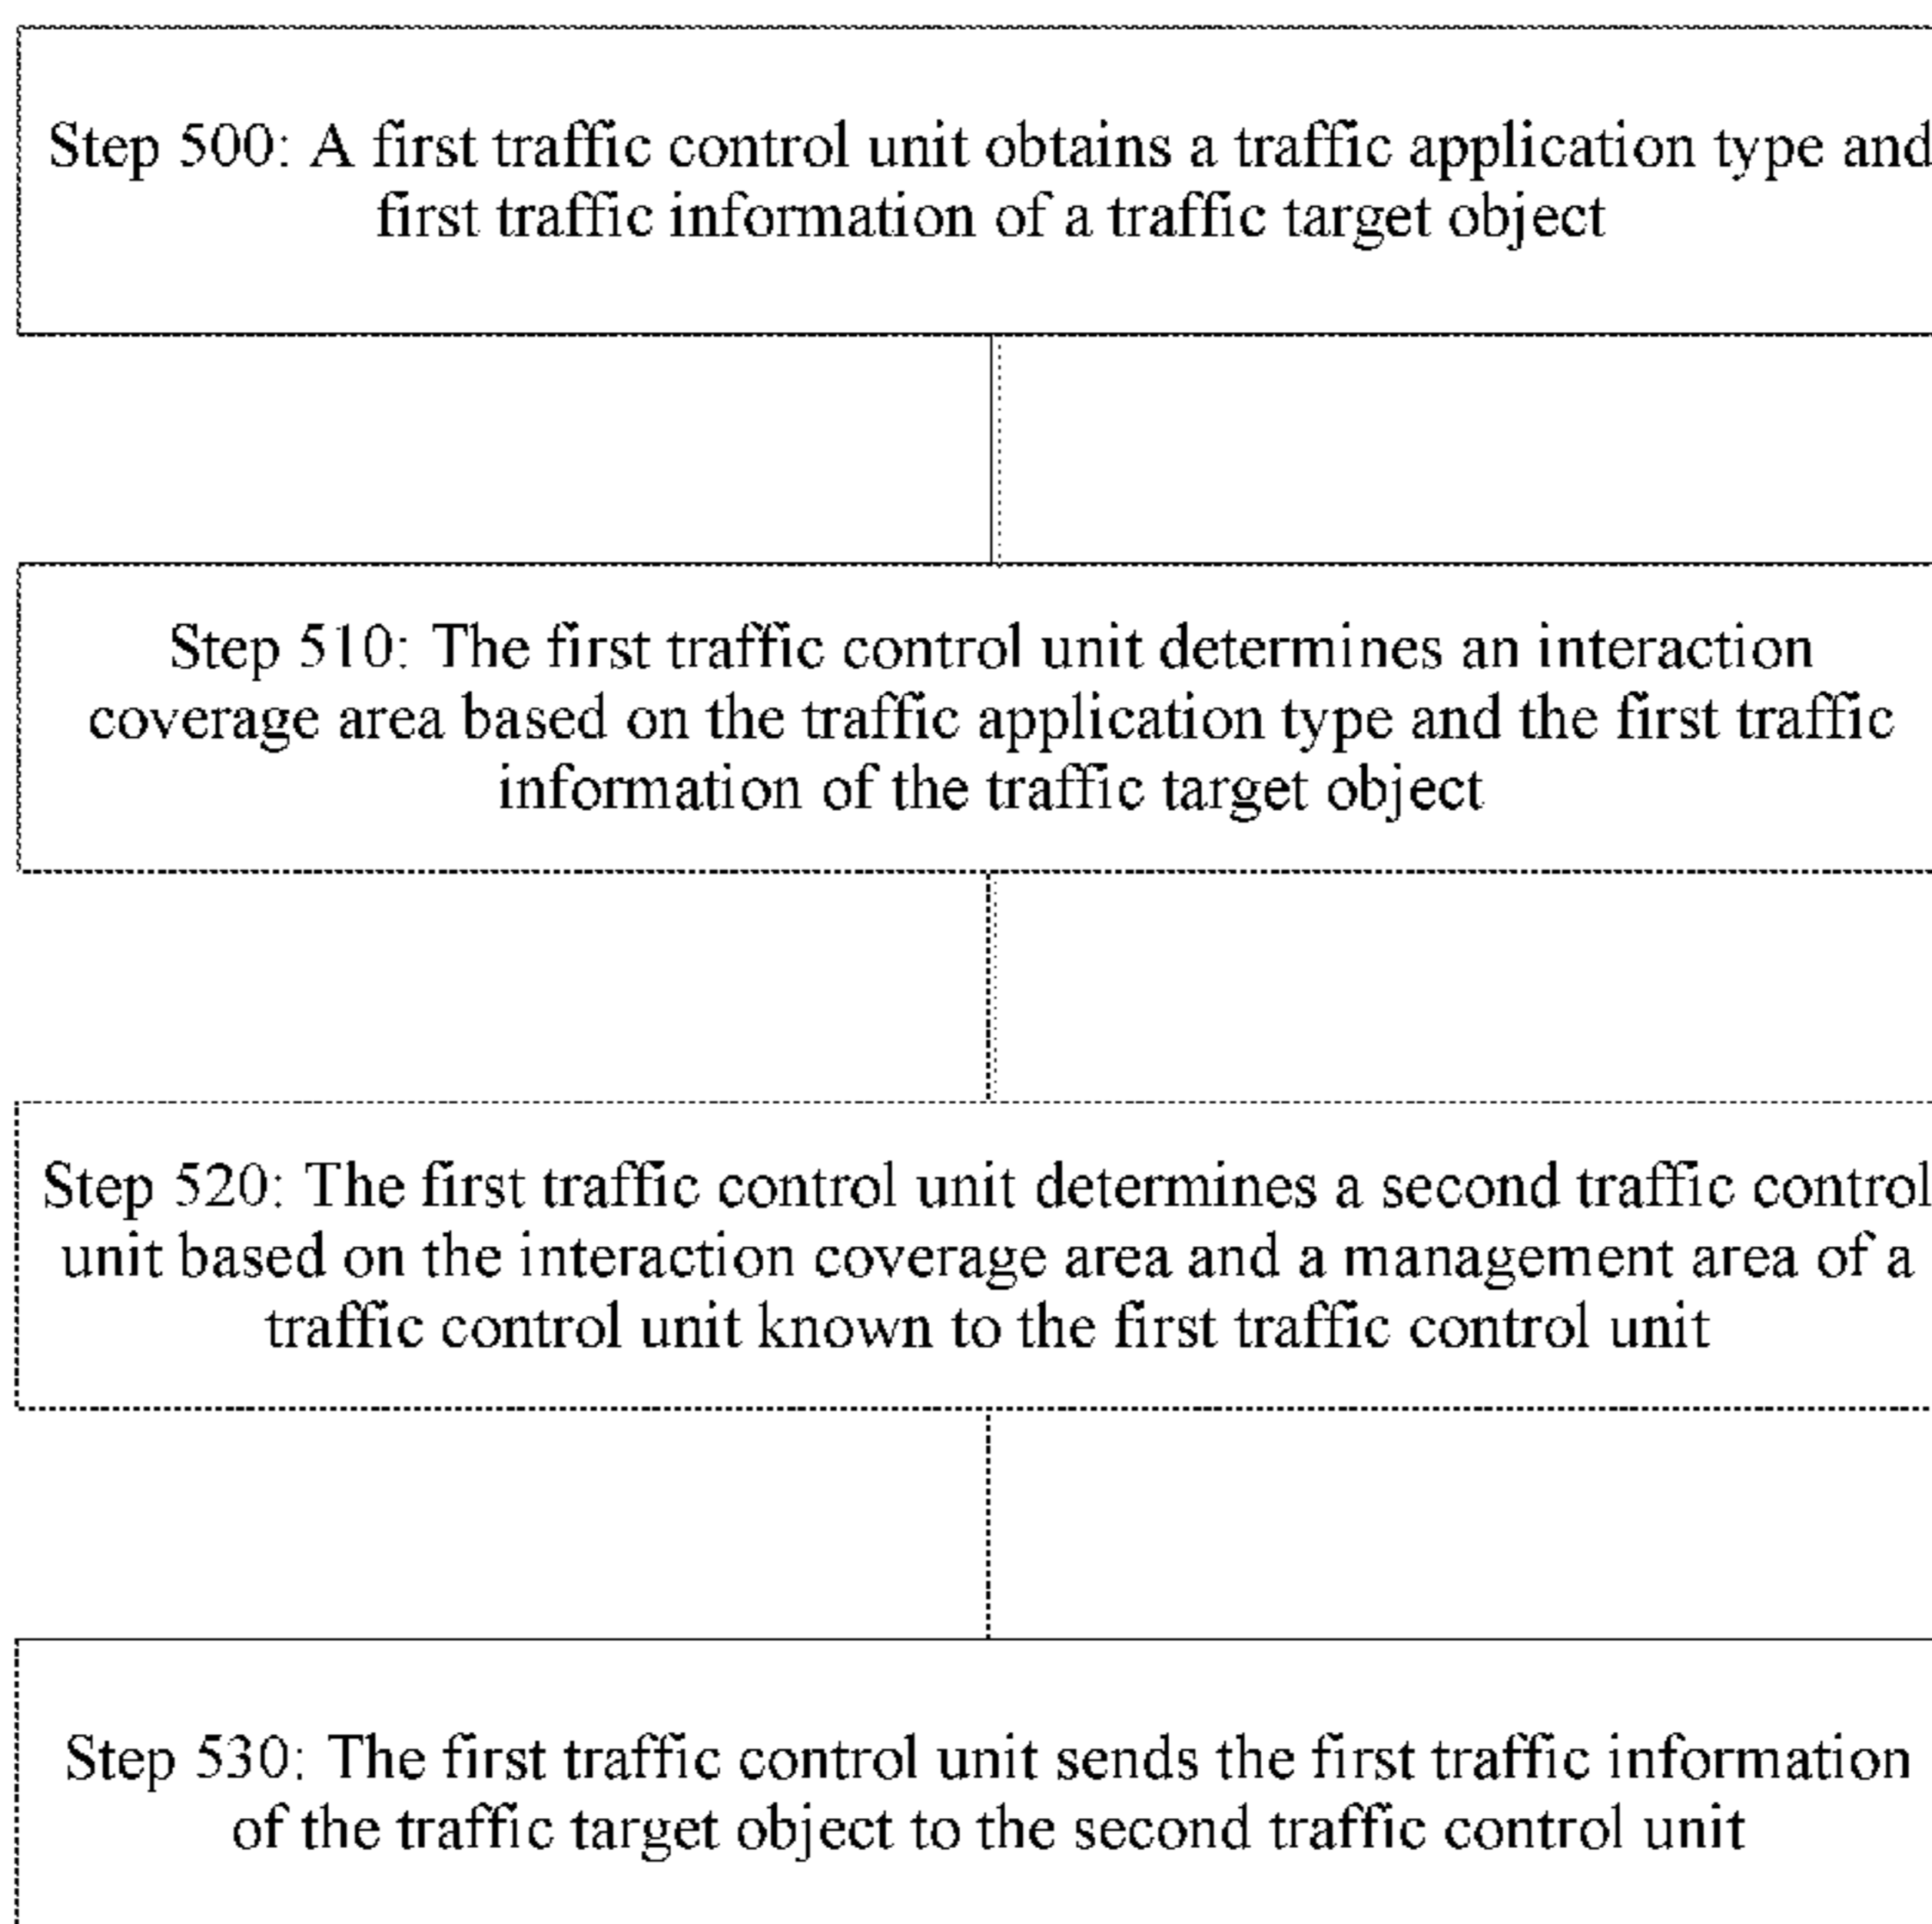 Step 500: A first traffic control unit obtains a traffic application type and
first traffic information of a traffic target object
Step 510: The first traffic control unit determines an interaction
coverage area based on the traffic application type and the first traffic
information of the traffic target object
Step 520: The first traffic control unit determines a second traffic control
unit based on the interaction coverage area and a management area of a
traffic control unit known to the first traffic control unit
Step 530: The first traffic control unit sends the first traffic information
of the traffic target object to the second traffic control unit